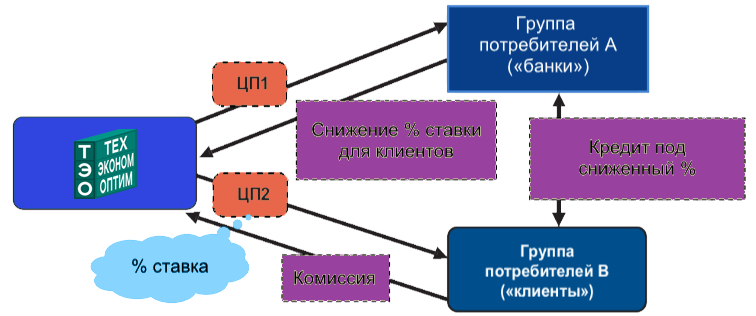 Группа
потребителей А
(«банки»)
ЦП1
Снижение % ставки
для клиентов
Кредит под
сниженный %
ТЭО
ТЕХ
ЭКОНОМ
ОПТИМ
ЦП2
% ставка
Комиссия
Группа
потребителей В
(«клиенты»)